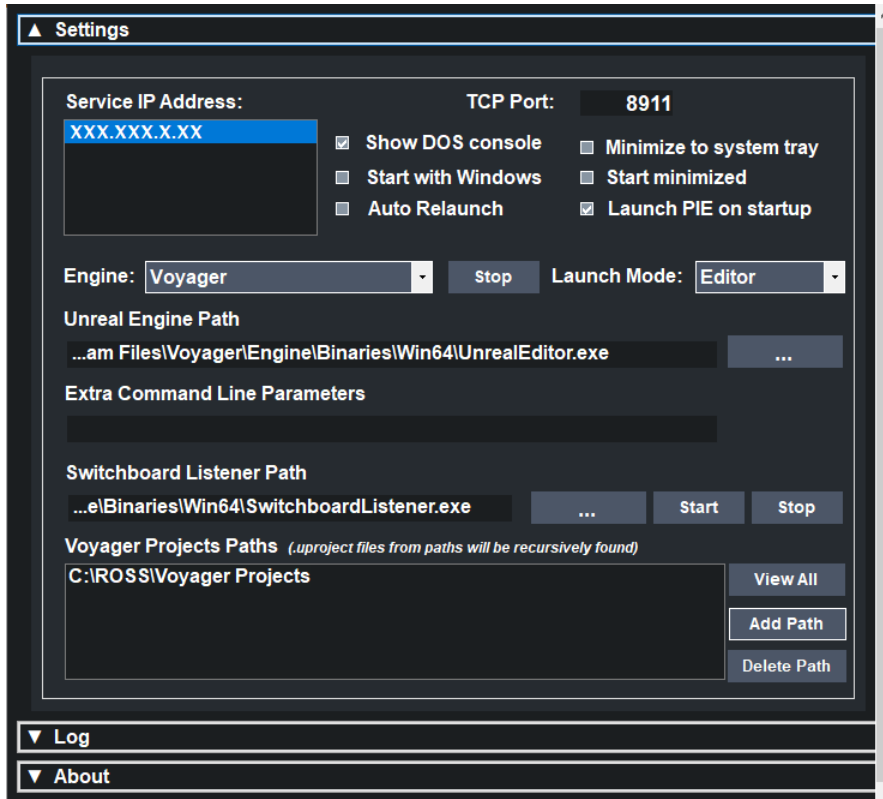 ▲ Settings
Service IP Address:
TCP Port: 8911
XXX.XXX.X.XX
Show DOS console
Minimize to system tray
Start with Windows
Start minimized
Auto Relaunch
Launch PIE on startup
Engine: Voyager Stop Launch Mode: Editor
Unreal Engine Path
...am Files\Voyager\Engine\Binaries\Win64\UnrealEditor.exe ...
Extra Command Line Parameters
Switchboard Listener Path
...e\Binaries\Win64\SwitchboardListener.exe ... Start Stop
Voyager Projects Paths (.uproject files from paths will be recursively found)
C:\ROSS\Voyager Projects
View All
Add Path
Delete Path
▼ Log
▼ About